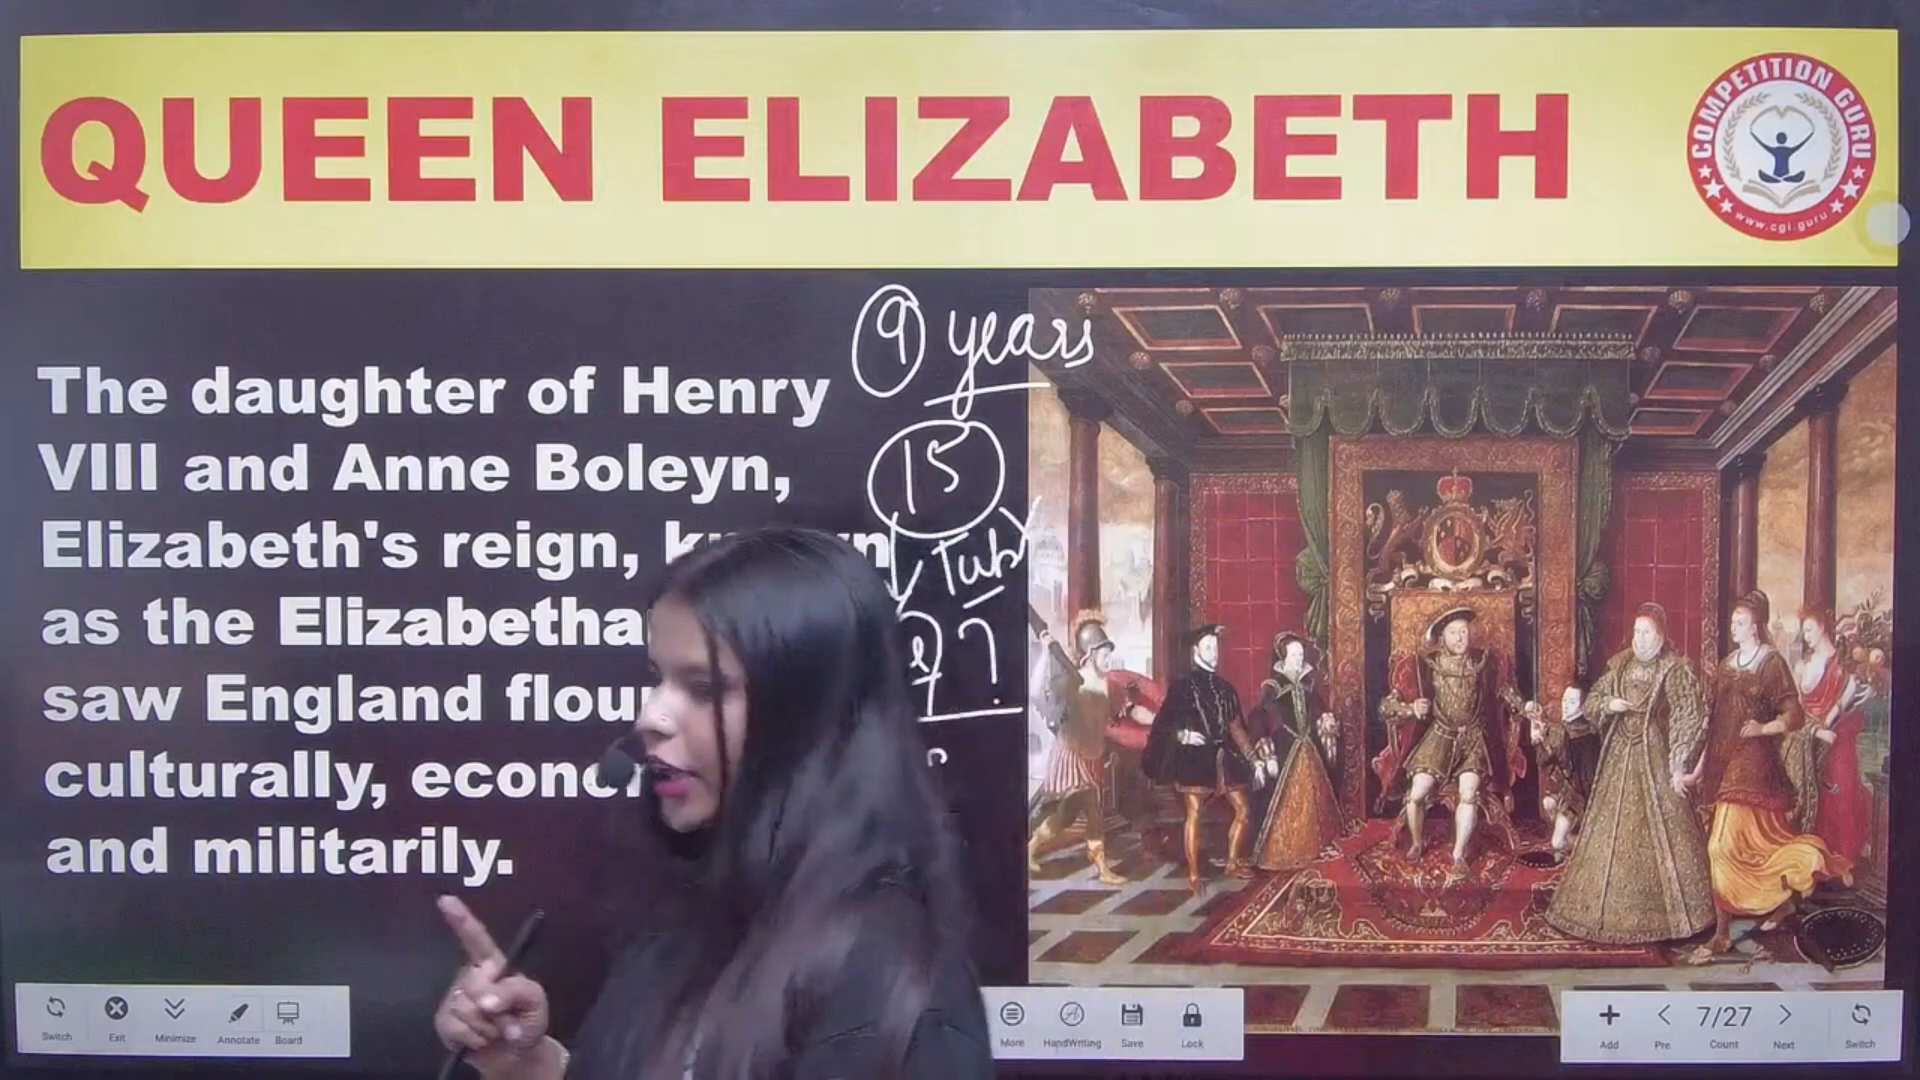 QUEEN ELIZABETH
COMPETITION GURU
www.cgi.guru
The daughter of Henry
VIII and Anne Boleyn,
Elizabeth's reign,
as the Elizabetha
saw England flou
culturally, econo
and militarily.
9 years
15
Switch
Exit
Minimize
Annotate
Board
More
HandWriting
Save
Lock
Add
Pre
7/27
Count
Next
Switch